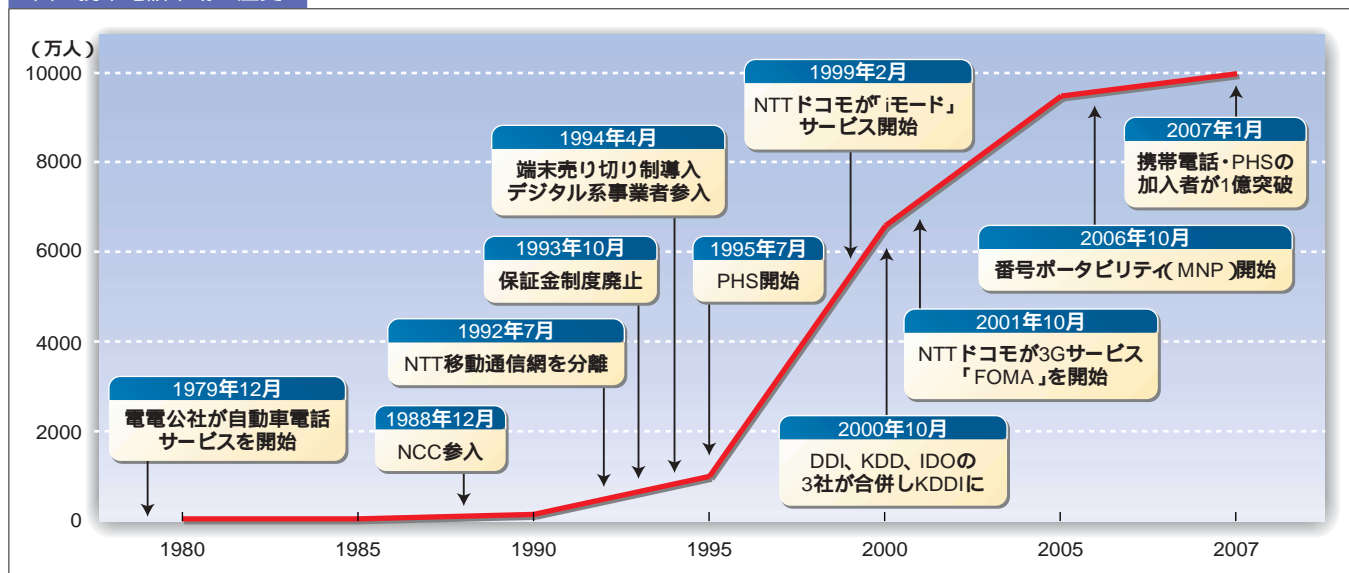 (万人)
10000
8000
6000
4000
2000
0
1979年12月
電電公社が自動車電話
サービスを開始
1988年12月
NCC参入
1992年7月
NTT移動通信網を分離
1993年10月
保証金制度廃止
1994年4月
端末売り切り制導入
デジタル系事業者参入
1995年7月
PHS開始
1999年2月
NTTドコモが「iモード」
サービス開始
2000年10月
DDI、KDD、IDOの
3社が合併しKDDIに
2001年10月
NTTドコモが3Gサービス
「FOMA」を開始
2006年10月
番号ポータビリティ(MNP)開始
2007年1月
携帯電話・PHSの
加入者が1億突破
1980 1985 1990 1995 2000 2005 2007